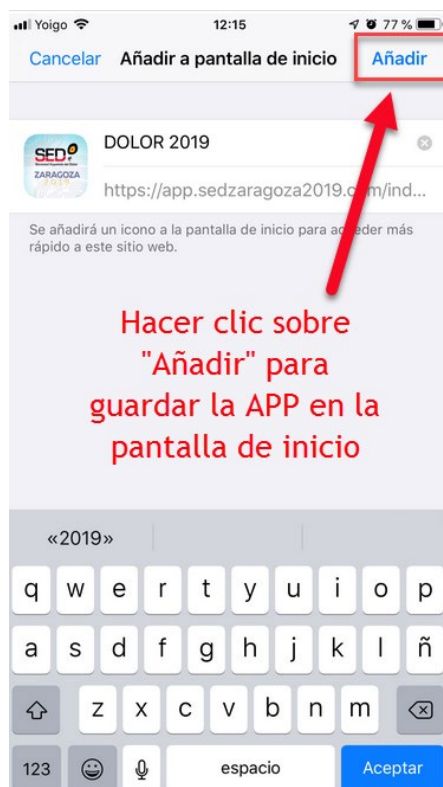 Yoigo 12:15 77 %
Cancelar Añadir a pantalla de inicio Añadir
SED
ZARAGOZA
2019
DOLOR 2019
https://app.sedzaragoza2019.com/ind...
Se añadirá un icono a la pantalla de inicio para acceder más
rápido a este sitio web.
Hacer clic sobre
"Añadir" para
guardar la APP en la
pantalla de inicio
«2019»
q w e r t y u i o p
a s d f g h j k l ñ
z x c v b n m
123 espacio Aceptar